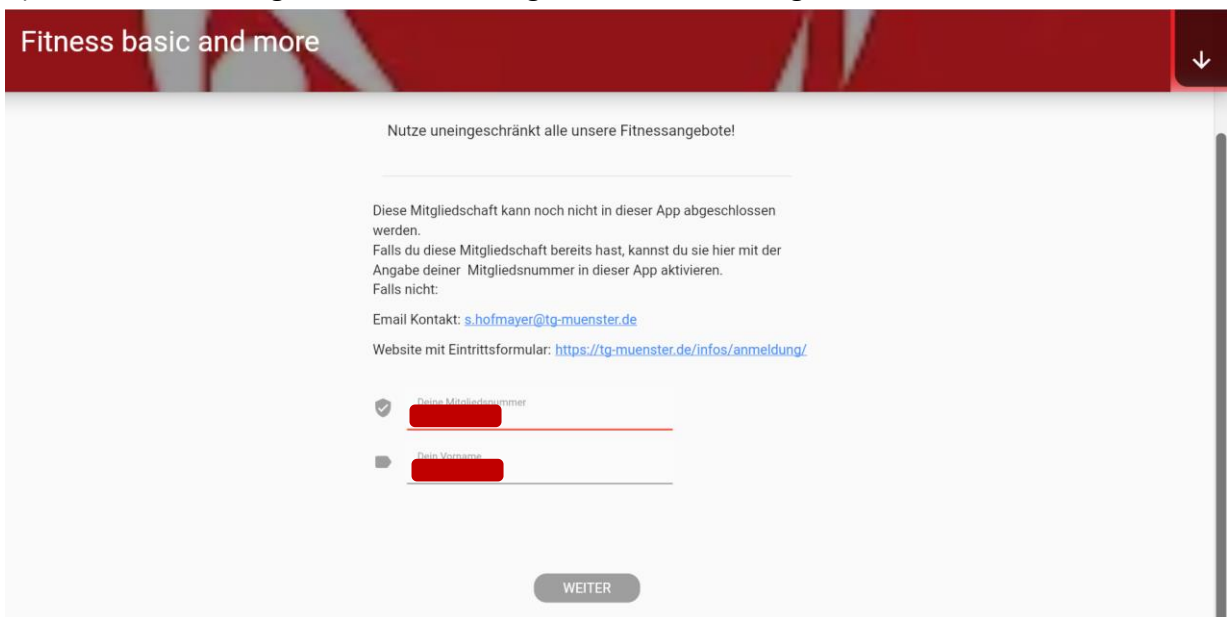 Fitness basic and more
Nutze uneingeschränkt alle unsere Fitnessangebote!
Diese Mitgliedschaft kann noch nicht in dieser App abgeschlossen
werden.
Falls du diese Mitgliedschaft bereits hast, kannst du sie hier mit der
Angabe deiner Mitgliedsnummer in dieser App aktivieren.
Falls nicht:
Email Kontakt: s.hofmayer@tg-muenster.de
Website mit Eintrittsformular: https://tg-muenster.de/infos/anmeldung/
Deine Mitgliedsnummer
Dein Vorname
WEITER